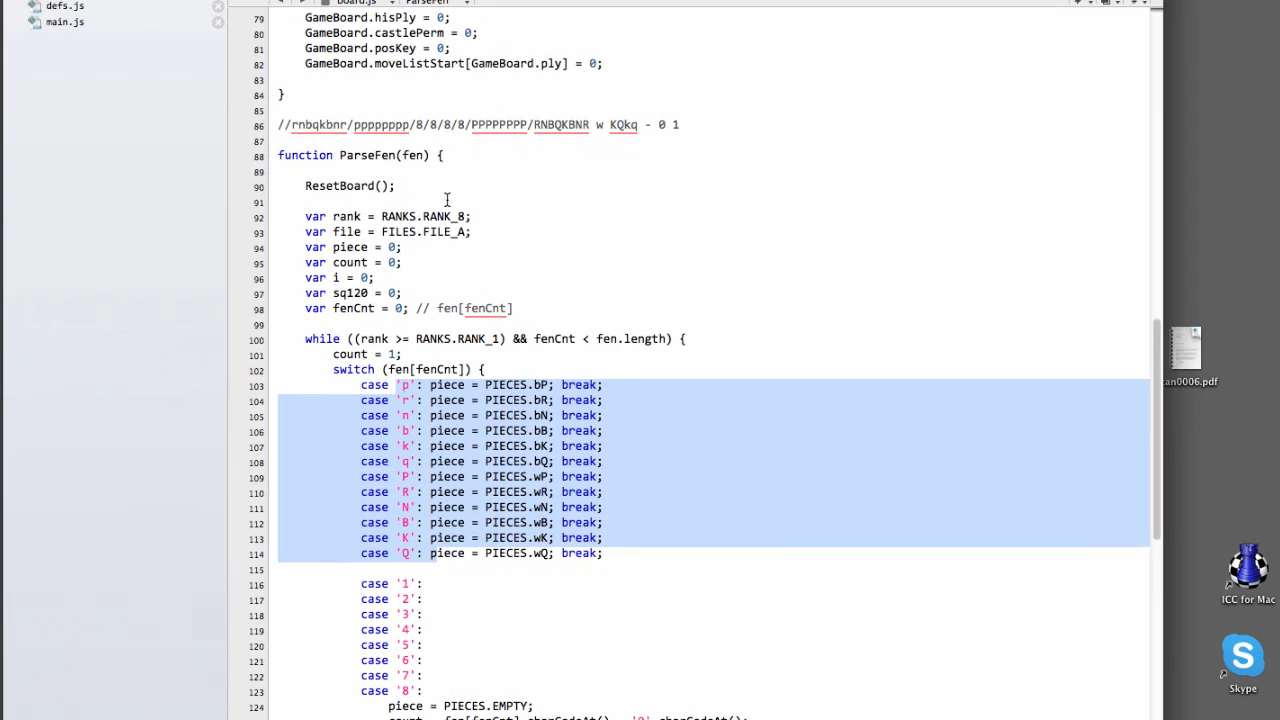 defs.js
main.js
board.js
ParseFen
79 GameBoard.hisPly = 0;
80 GameBoard.castlePerm = 0;
81 GameBoard.posKey = 0;
82 GameBoard.moveListStart[GameBoard.ply] = 0;
83
84 }
85
86 //rnbqkbnr/pppppppp/8/8/8/8/PPPPPPPP/RNBQKBNR w KQkq - 0 1
87
88 function ParseFen(fen) {
89
90 ResetBoard();
91
92 var rank = RANKS.RANK_8;
93 var file = FILES.FILE_A;
94 var piece = 0;
95 var count = 0;
96 var i = 0;
97 var sq120 = 0;
98 var fenCnt = 0; // fen[fenCnt]
99
100 while ((rank >= RANKS.RANK_1) && fenCnt < fen.length) {
101 count = 1;
102 switch (fen[fenCnt]) {
103 case 'p': piece = PIECES.bP; break;
104 case 'r': piece = PIECES.bR; break;
105 case 'n': piece = PIECES.bN; break;
106 case 'b': piece = PIECES.bB; break;
107 case 'k': piece = PIECES.bK; break;
108 case 'q': piece = PIECES.bQ; break;
109 case 'P': piece = PIECES.wP; break;
110 case 'R': piece = PIECES.wR; break;
111 case 'N': piece = PIECES.wN; break;
112 case 'B': piece = PIECES.wB; break;
113 case 'K': piece = PIECES.wK; break;
114 case 'Q': piece = PIECES.wQ; break;
115
116 case '1':
117 case '2':
118 case '3':
119 case '4':
120 case '5':
121 case '6':
122 case '7':
123 case '8':
124 piece = PIECES.EMPTY;
count = fen[fenCnt].charCodeAt() - '0'.charCodeAt();
an0006.pdf
ICC for Mac
Skype